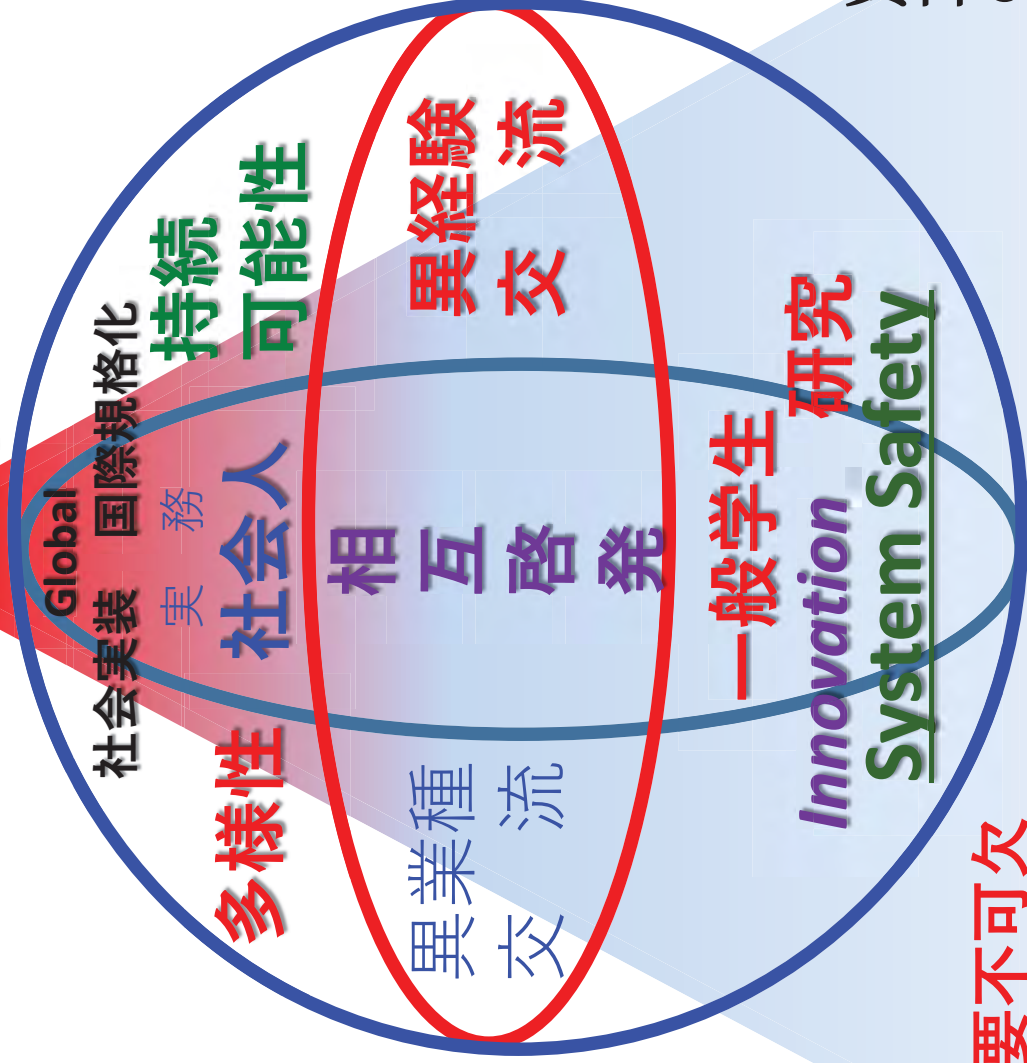 Global
社会実装 国際規格化
実 務
持続
可能性
多様性
社会人
相
互
啓
発
異業種
交 流
異経験
交 流
一般学生
研究
Innovation
System Safety
要不可欠